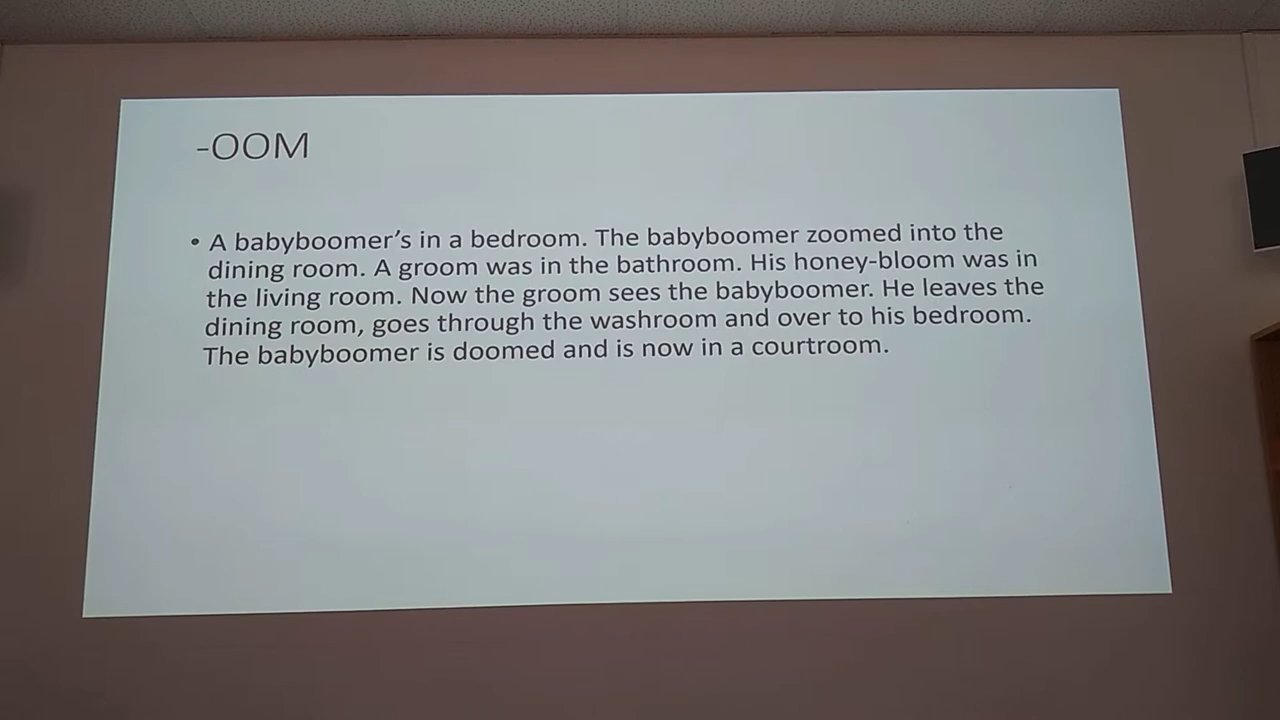 -OOM
• A babyboomer's in a bedroom. The babyboomer zoomed into the
dining room. A groom was in the bathroom. His honey-bloom was in
the living room. Now the groom sees the babyboomer. He leaves the
dining room, goes through the washroom and over to his bedroom.
The babyboomer is doomed and is now in a courtroom.